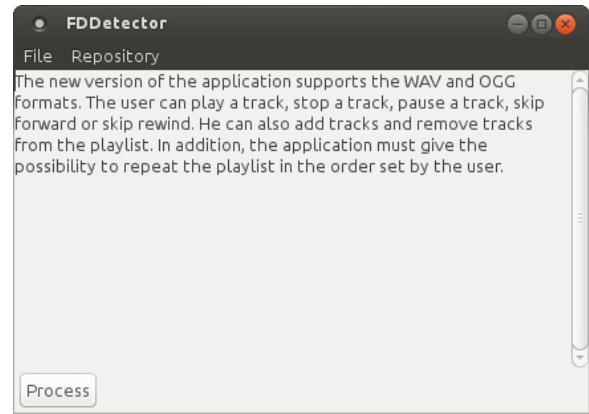 FDDetector
File Repository
The new version of the application supports the WAV and OGG
formats. The user can play a track, stop a track, pause a track, skip
forward or skip rewind. He can also add tracks and remove tracks
from the playlist. In addition, the application must give the
possibility to repeat the playlist in the order set by the user.
Process